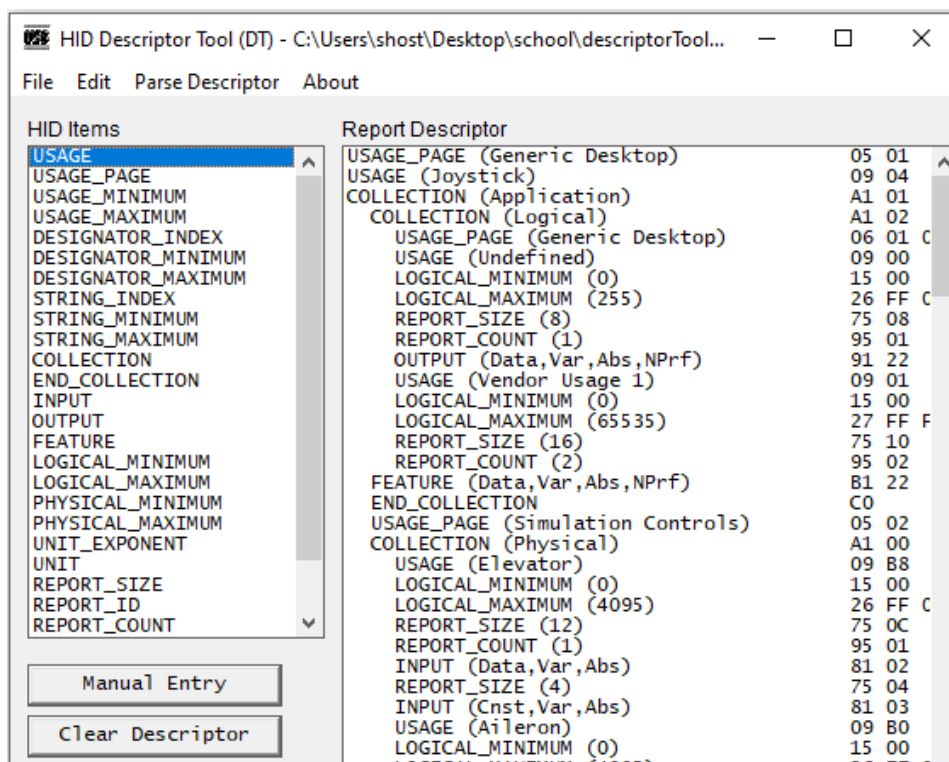 HID Descriptor Tool (DT) - C:\Users\shost\Desktop\school\descriptorTool...
File Edit Parse Descriptor About
HID Items
USAGE
USAGE_PAGE
USAGE_MINIMUM
USAGE_MAXIMUM
DESIGNATOR_INDEX
DESIGNATOR_MINIMUM
DESIGNATOR_MAXIMUM
STRING_INDEX
STRING_MINIMUM
STRING_MAXIMUM
COLLECTION
END_COLLECTION
INPUT
OUTPUT
FEATURE
LOGICAL_MINIMUM
LOGICAL_MAXIMUM
PHYSICAL_MINIMUM
PHYSICAL_MAXIMUM
UNIT_EXPONENT
UNIT
REPORT_SIZE
REPORT_ID
REPORT_COUNT
Manual Entry
Clear Descriptor
Report Descriptor
USAGE_PAGE (Generic Desktop) 05 01
USAGE (Joystick) 09 04
COLLECTION (Application) A1 01
COLLECTION (Logical) A1 02
USAGE_PAGE (Generic Desktop) 06 01
USAGE (Undefined) 09 00
LOGICAL_MINIMUM (0) 15 00
LOGICAL_MAXIMUM (255) 26 FF
REPORT_SIZE (8) 75 08
REPORT_COUNT (1) 95 01
OUTPUT (Data,Var,Abs,NPrf) 91 22
USAGE (Vendor Usage 1) 09 01
LOGICAL_MINIMUM (0) 15 00
LOGICAL_MAXIMUM (65535) 27 FF
REPORT_SIZE (16) 75 10
REPORT_COUNT (2) 95 02
FEATURE (Data,Var,Abs,NPrf) B1 22
END_COLLECTION C0
USAGE_PAGE (Simulation Controls) 05 02
COLLECTION (Physical) A1 00
USAGE (Elevator) 09 B8
LOGICAL_MINIMUM (0) 15 00
LOGICAL_MAXIMUM (4095) 26 FF
REPORT_SIZE (12) 75 0C
REPORT_COUNT (1) 95 01
INPUT (Data,Var,Abs) 81 02
REPORT_SIZE (4) 75 04
INPUT (Cnst,Var,Abs) 81 03
USAGE (Aileron) 09 B0
LOGICAL_MINIMUM (0) 15 00